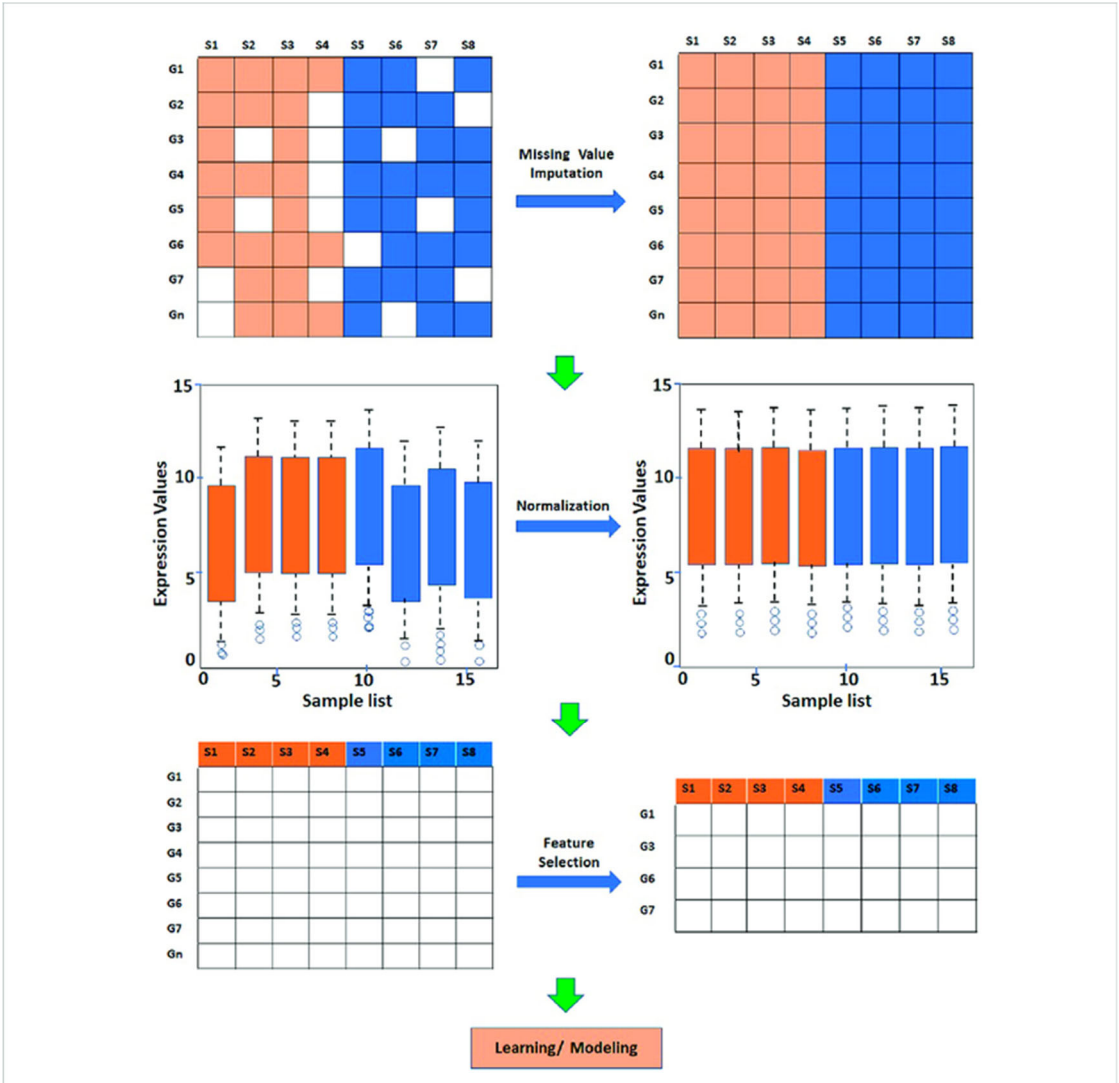 S1 S2 S3 S4 S5 S6 S7 S8
G1
G2
G3
G4
G5
G6
G7
Gn
Missing Value
Imputation
S1 S2 S3 S4 S5 S6 S7 S8
G1
G2
G3
G4
G5
G6
G7
Gn
15
10
5
0
Expression Values
0 5 10 15
Sample list
Normalization
15
10
5
0
Expression Values
0 5 10 15
Sample list
S1 S2 S3 S4 S5 S6 S7 S8
G1
G2
G3
G4
G5
G6
G7
Gn
Feature
Selection
S1 S2 S3 S4 S5 S6 S7 S8
G1
G3
G6
G7
Learning/ Modeling